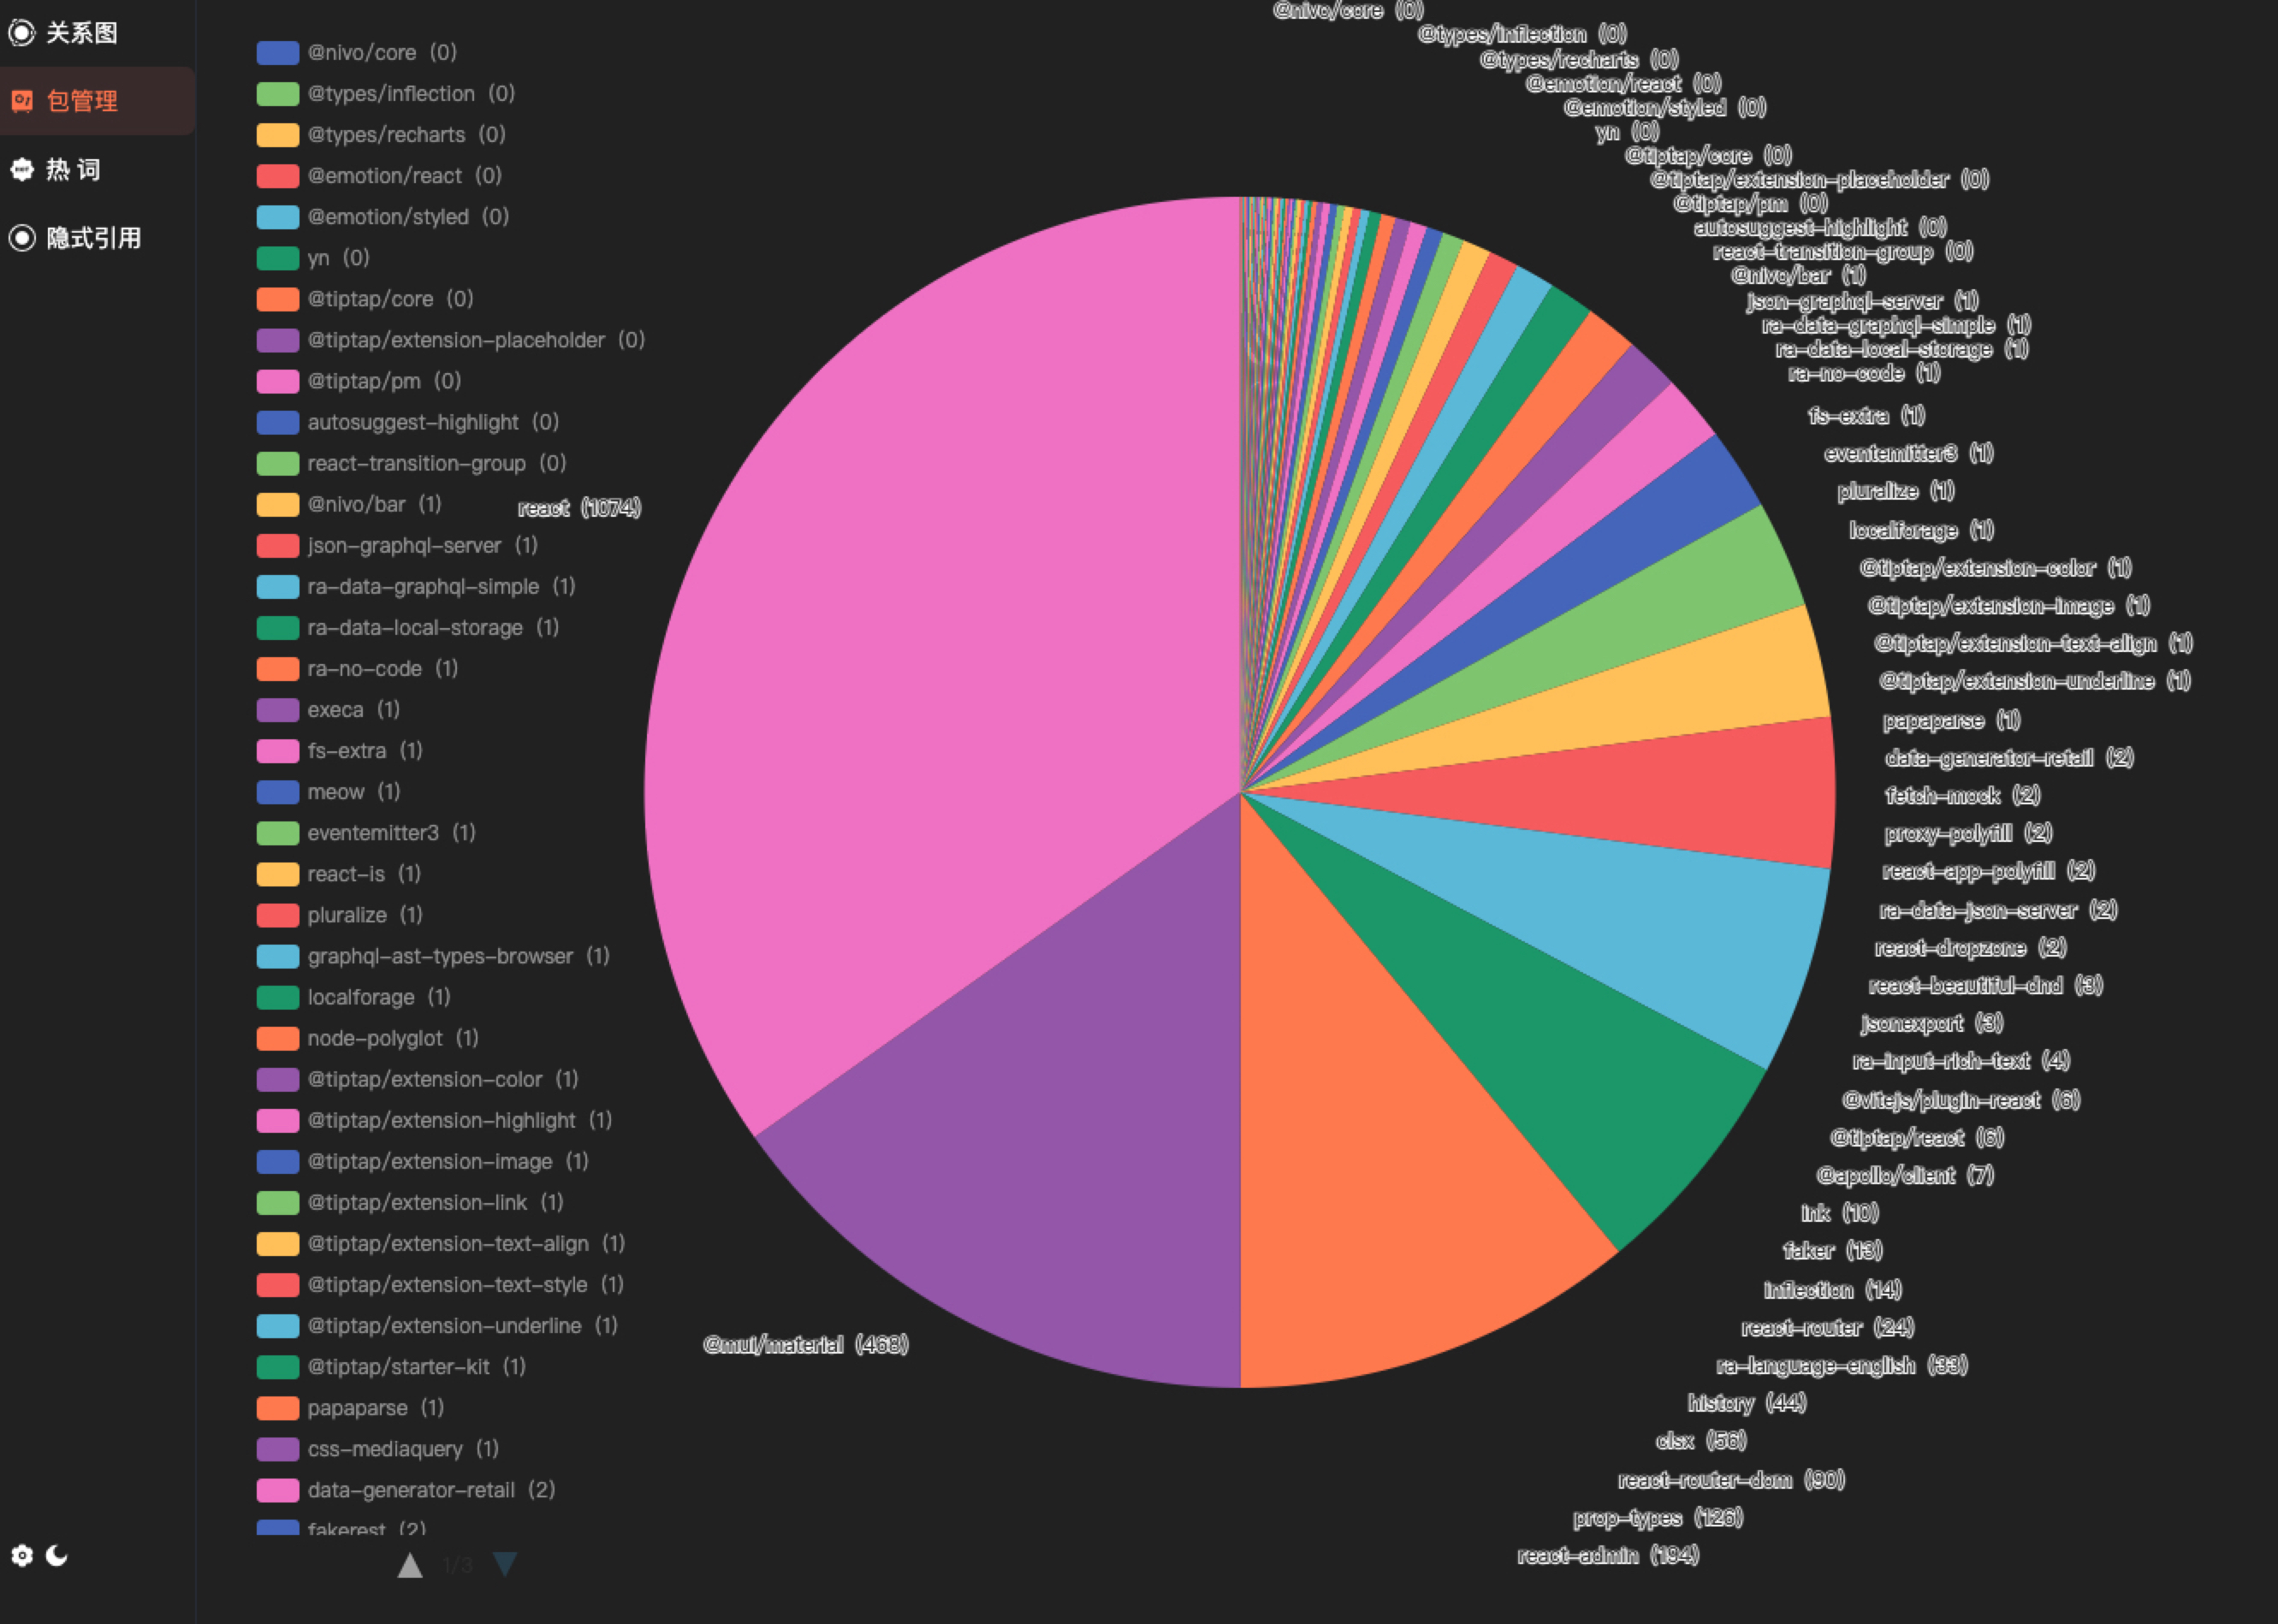 关系图
包管理
热 词
隐式引用
@nivo/core (0)
@types/inflection (0)
@types/recharts (0)
@emotion/react (0)
@emotion/styled (0)
yn (0)
@tiptap/core (0)
@tiptap/extension-placeholder (0)
@tiptap/pm (0)
autosuggest-highlight (0)
react-transition-group (0)
@nivo/bar (1)
json-graphql-server (1)
ra-data-graphql-simple (1)
ra-data-local-storage (1)
ra-no-code (1)
execa (1)
fs-extra (1)
meow (1)
eventemitter3 (1)
react-is (1)
pluralize (1)
graphql-ast-types-browser (1)
localforage (1)
node-polyglot (1)
@tiptap/extension-color (1)
@tiptap/extension-highlight (1)
@tiptap/extension-image (1)
@tiptap/extension-link (1)
@tiptap/extension-text-align (1)
@tiptap/extension-text-style (1)
@tiptap/extension-underline (1)
@tiptap/starter-kit (1)
papaparse (1)
css-mediaquery (1)
data-generator-retail (2)
fakerest (2)
1/3
react (1074)
@mui/material (468)
@nivo/core (0)
@types/inflection (0)
@types/recharts (0)
@emotion/react (0)
@emotion/styled (0)
yn (0)
@tiptap/core (0)
@tiptap/extension-placeholder (0)
@tiptap/pm (0)
autosuggest-highlight (0)
react-transition-group (0)
@nivo/bar (1)
json-graphql-server (1)
ra-data-graphql-simple (1)
ra-data-local-storage (1)
ra-no-code (1)
fs-extra (1)
eventemitter3 (1)
pluralize (1)
localforage (1)
@tiptap/extension-color (1)
@tiptap/extension-image (1)
@tiptap/extension-text-align (1)
@tiptap/extension-underline (1)
papaparse (1)
data-generator-retail (2)
fetch-mock (2)
proxy-polyfill (2)
react-app-polyfill (2)
ra-data-json-server (2)
react-dropzone (2)
react-beautiful-dnd (3)
jsonexport (3)
ra-input-rich-text (4)
@vitejs/plugin-react (6)
@tiptap/react (6)
@apollo/client (7)
ink (10)
faker (13)
inflection (14)
react-router (24)
ra-language-english (33)
history (44)
clsx (56)
react-router-dom (90)
prop-types (126)
react-admin (194)